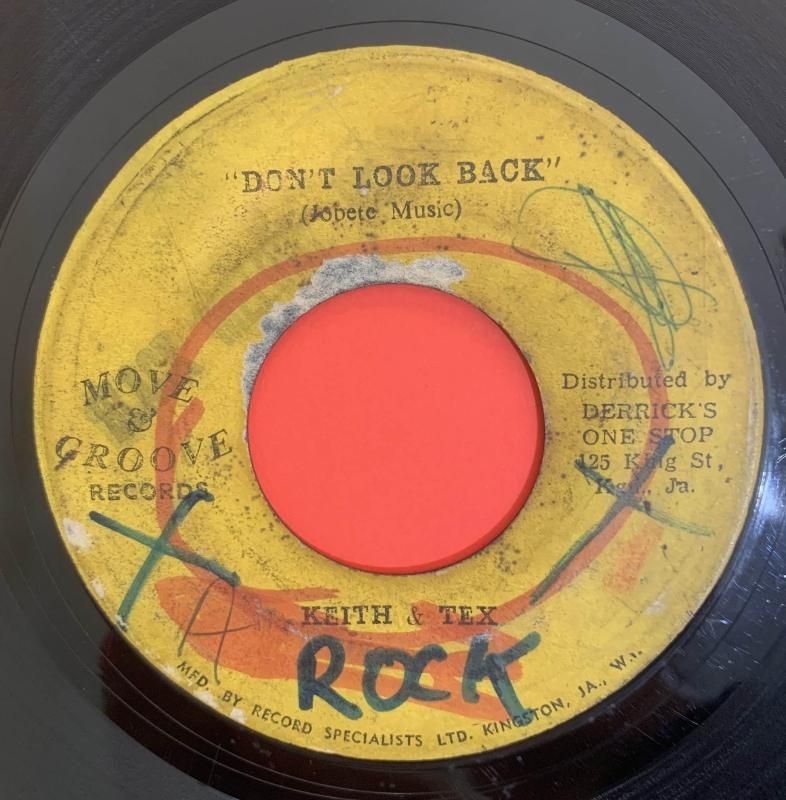 "DON'T LOOK BACK"
(Jobete Music)
MOVE
&
GROOVE
RECORDS
Distributed by
DERRICK'S
ONE STOP
125 King St,
Kgn., Ja.
KEITH & TEX
A
ROCK
MFD. BY RECORD SPECIALISTS LTD. KINGSTON, JA., W.I.